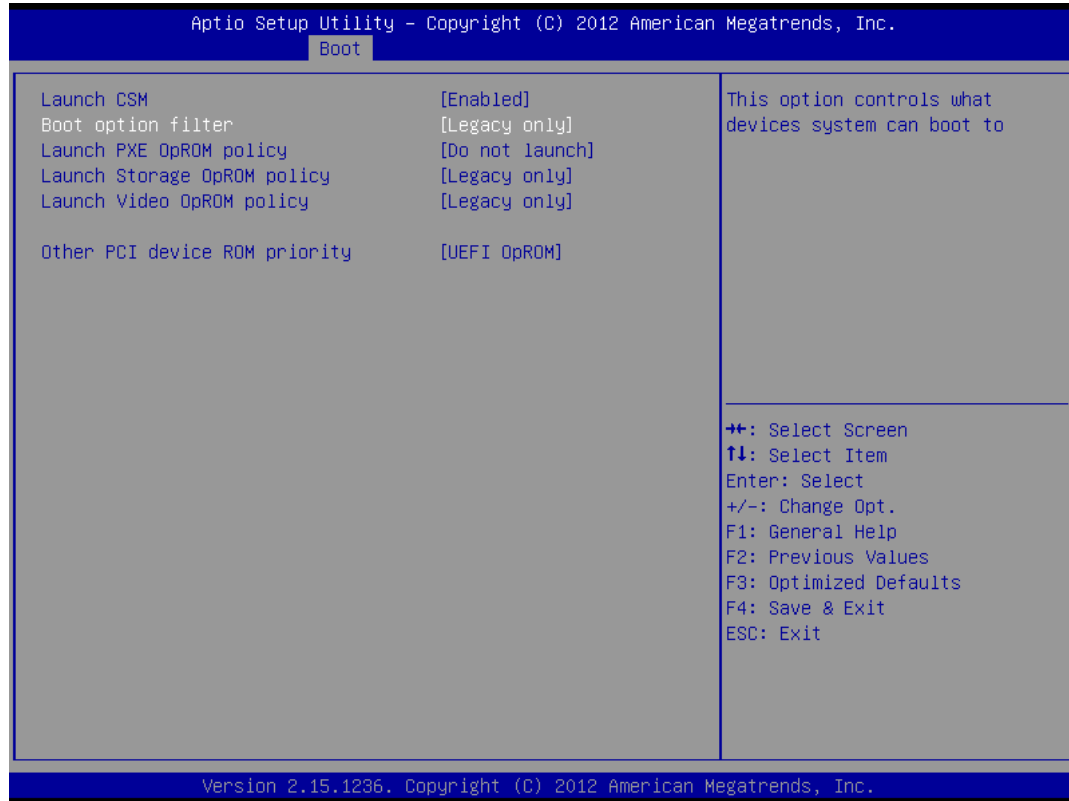 Aptio Setup Utility – Copyright (C) 2012 American Megatrends, Inc.
Boot
Launch CSM [Enabled]
Boot option filter [Legacy only]
Launch PXE OpROM policy [Do not launch]
Launch Storage OpROM policy [Legacy only]
Launch Video OpROM policy [Legacy only]
Other PCI device ROM priority [UEFI OpROM]
This option controls what
devices system can boot to
→←: Select Screen
↑↓: Select Item
Enter: Select
+/-: Change Opt.
F1: General Help
F2: Previous Values
F3: Optimized Defaults
F4: Save & Exit
ESC: Exit
Version 2.15.1236. Copyright (C) 2012 American Megatrends, Inc.